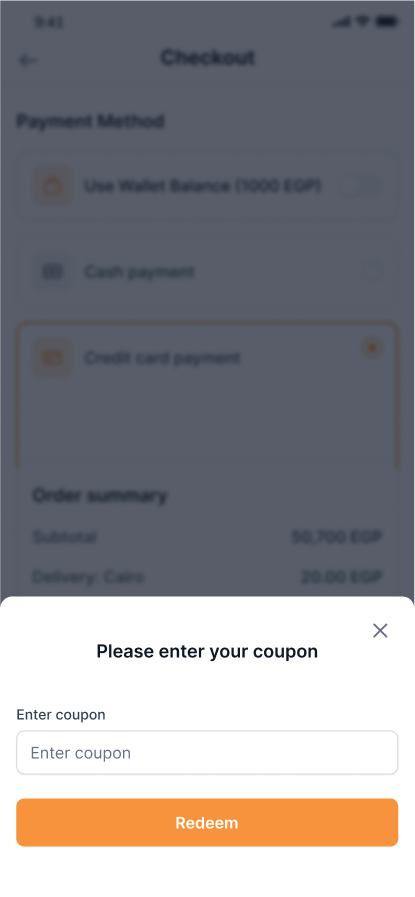 9:41
Checkout
Payment Method
Use Wallet Balance (1000 EGP)
Cash payment
Credit card payment
Order summary
Subtotal 50,700 EGP
Delivery: Cairo 20.00 EGP
Please enter your coupon
Enter coupon
Enter coupon
Redeem